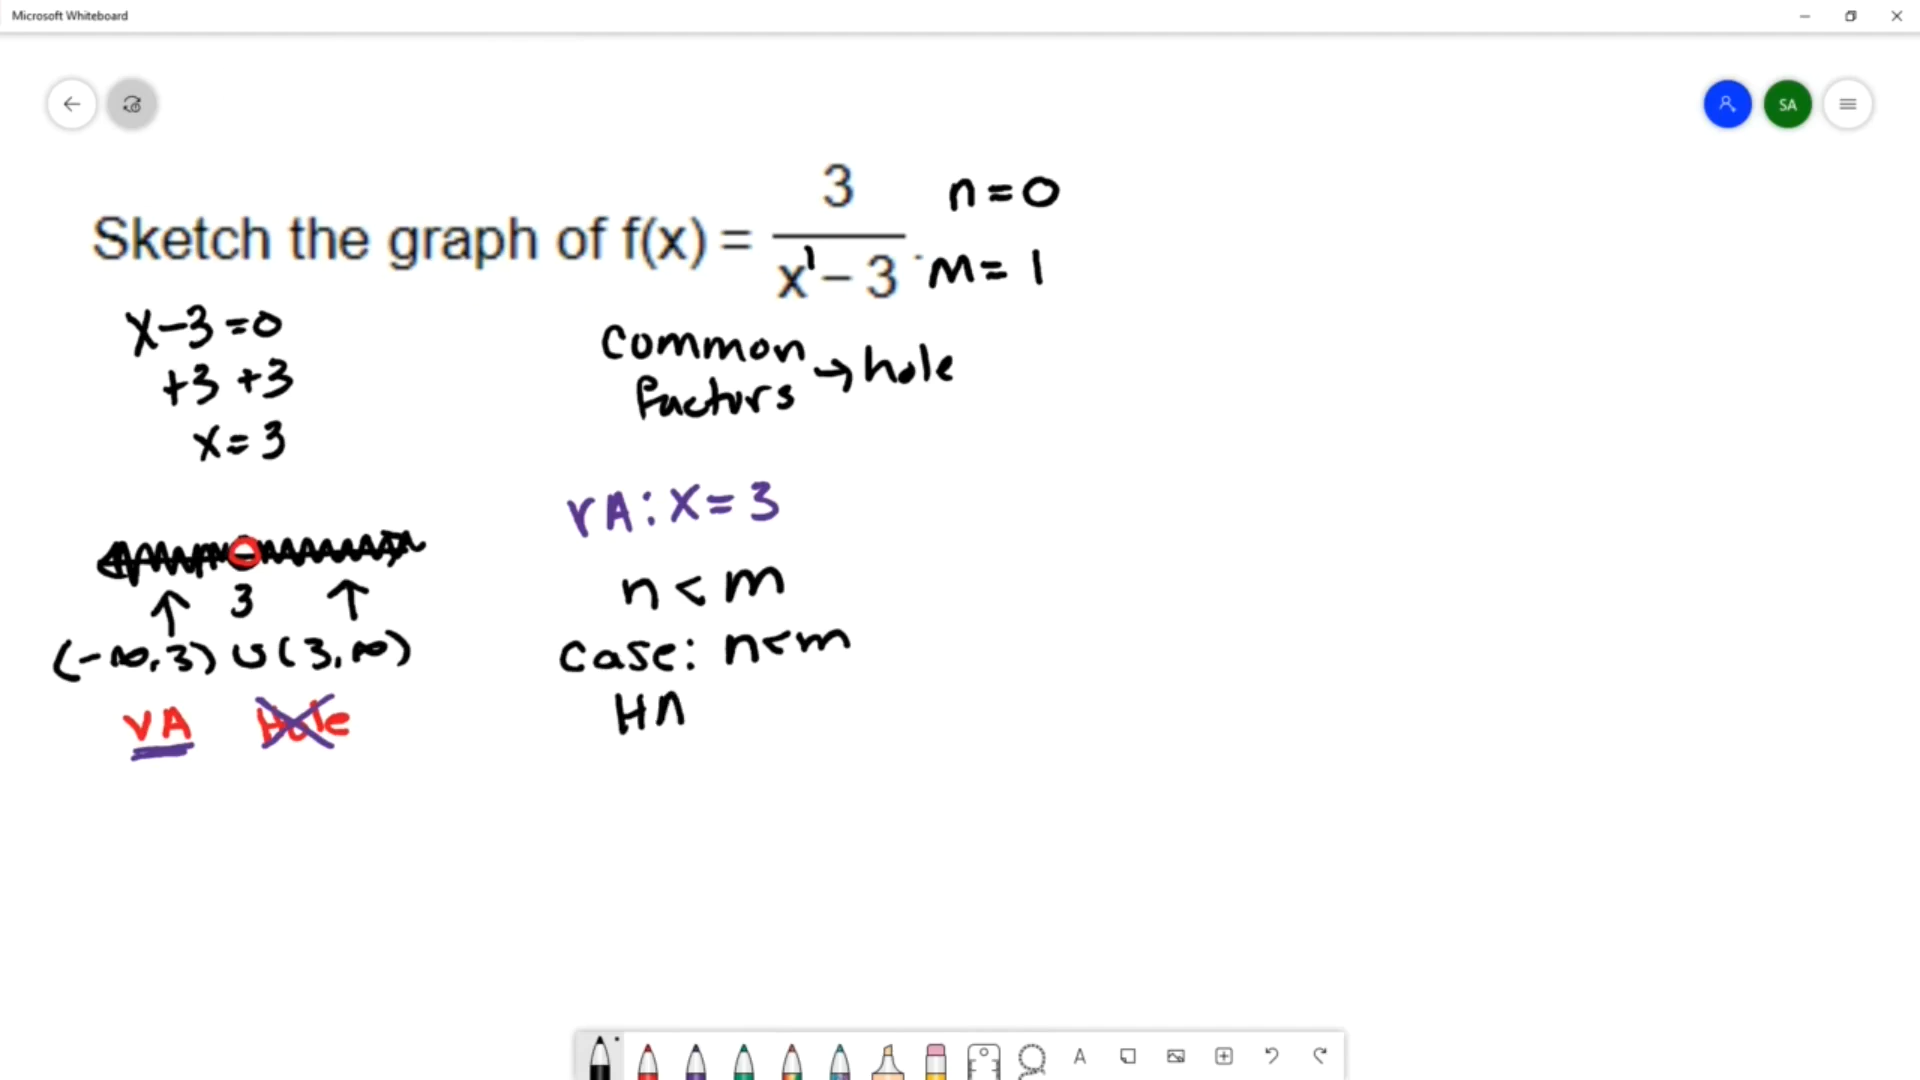 Microsoft Whiteboard
SA
Sketch the graph of f(x) = 3 / (x¹ – 3).
n = 0
m = 1
x – 3 = 0
+3 +3
x = 3
common factors → hole
VA: x = 3
3
(-∞, 3) ∪ (3, ∞)
VA Hole
n < m
case: n < m
HA
A